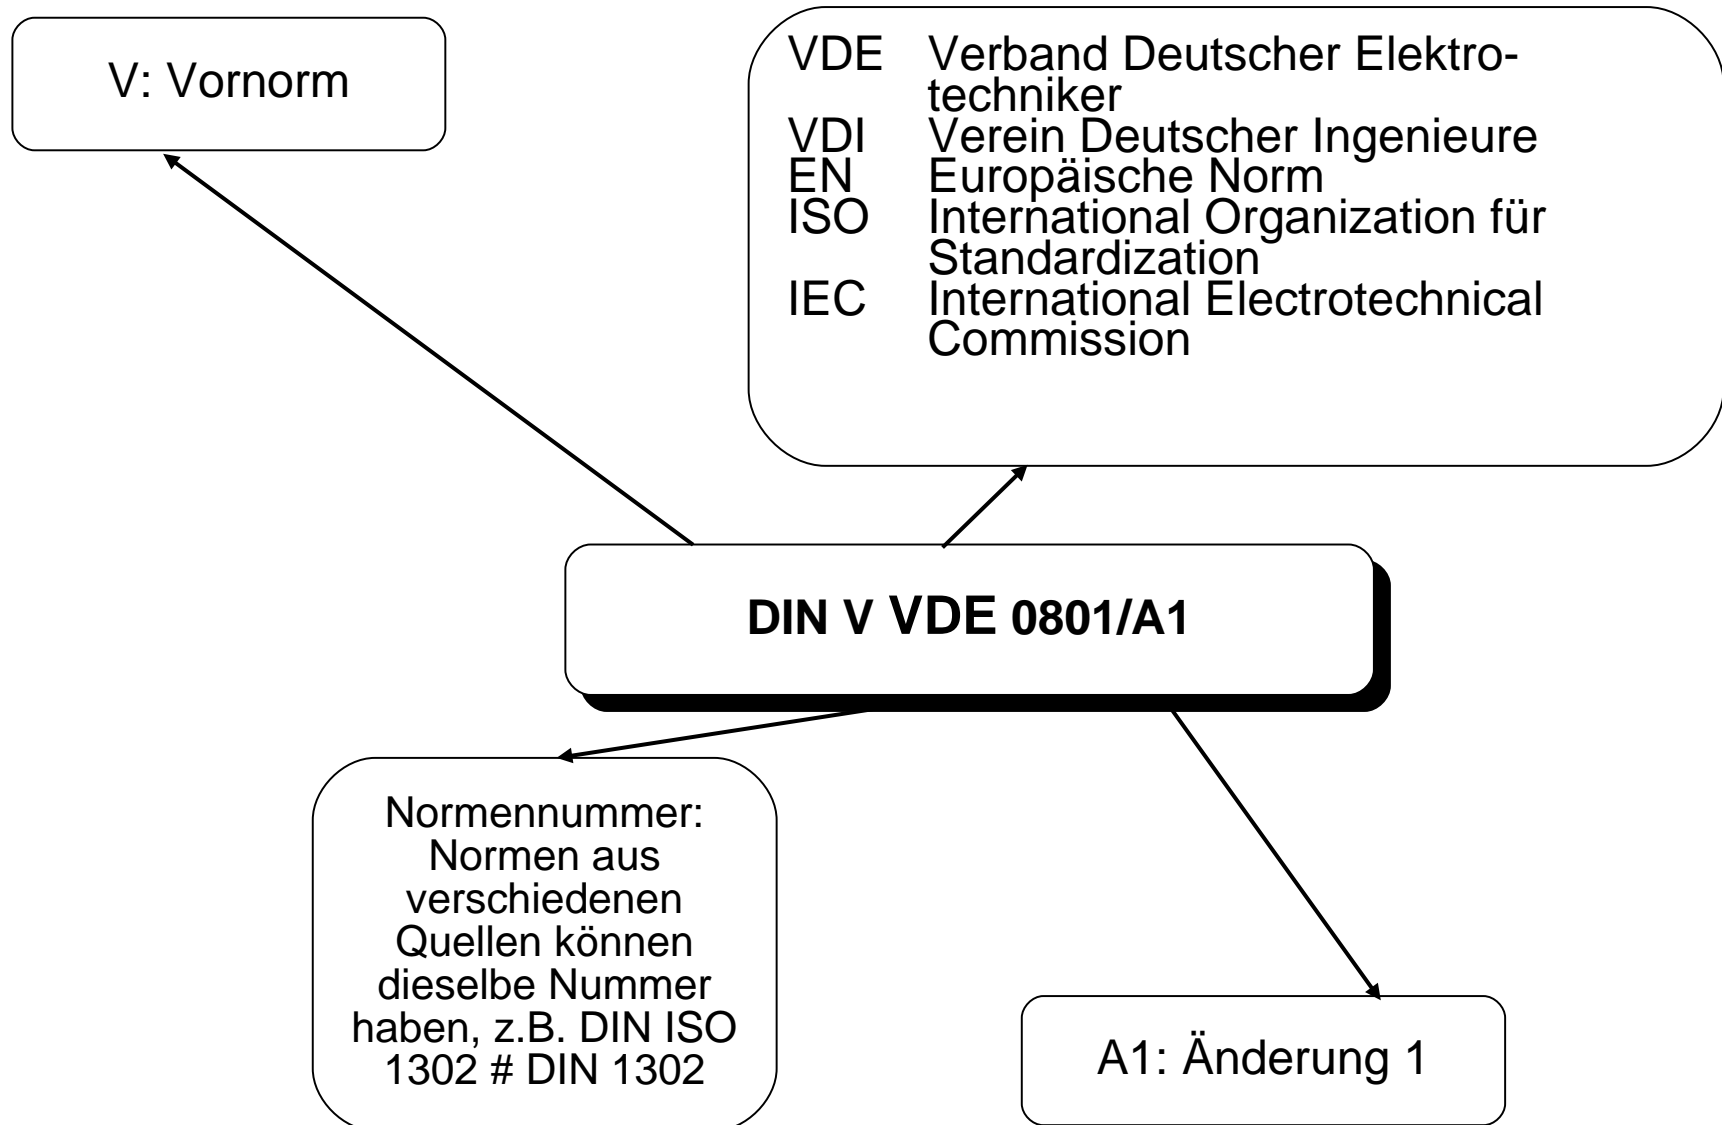 V: Vornorm
VDE Verband Deutscher Elektro-
techniker
VDI Verein Deutscher Ingenieure
EN Europäische Norm
ISO International Organization für
Standardization
IEC International Electrotechnical
Commission
DIN V VDE 0801/A1
Normennummer:
Normen aus
verschiedenen
Quellen können
dieselbe Nummer
haben, z.B. DIN ISO
1302 # DIN 1302
A1: Änderung 1